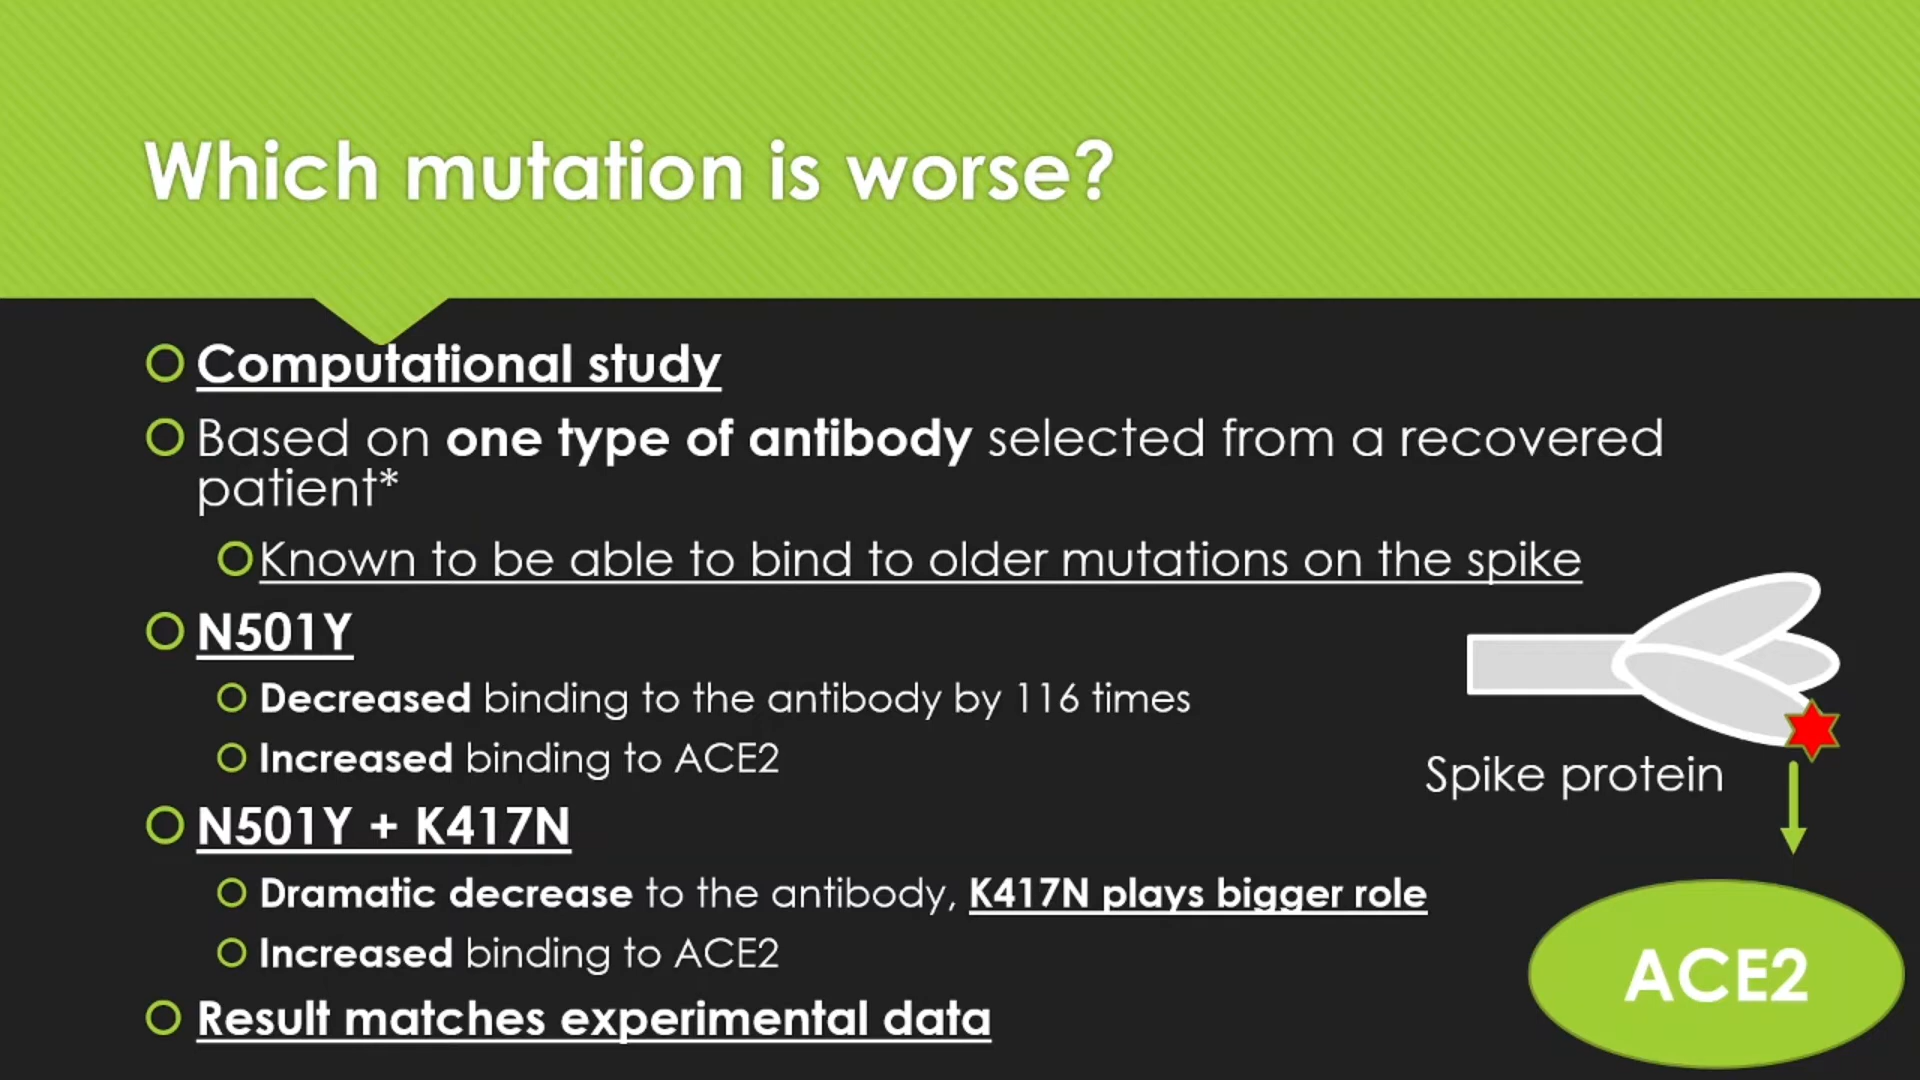 Which mutation is worse?
Computational study
Based on one type of antibody selected from a recovered
patient*
Known to be able to bind to older mutations on the spike
N501Y
Decreased binding to the antibody by 116 times
Increased binding to ACE2
N501Y + K417N
Dramatic decrease to the antibody, K417N plays bigger role
Increased binding to ACE2
Result matches experimental data
Spike protein
ACE2